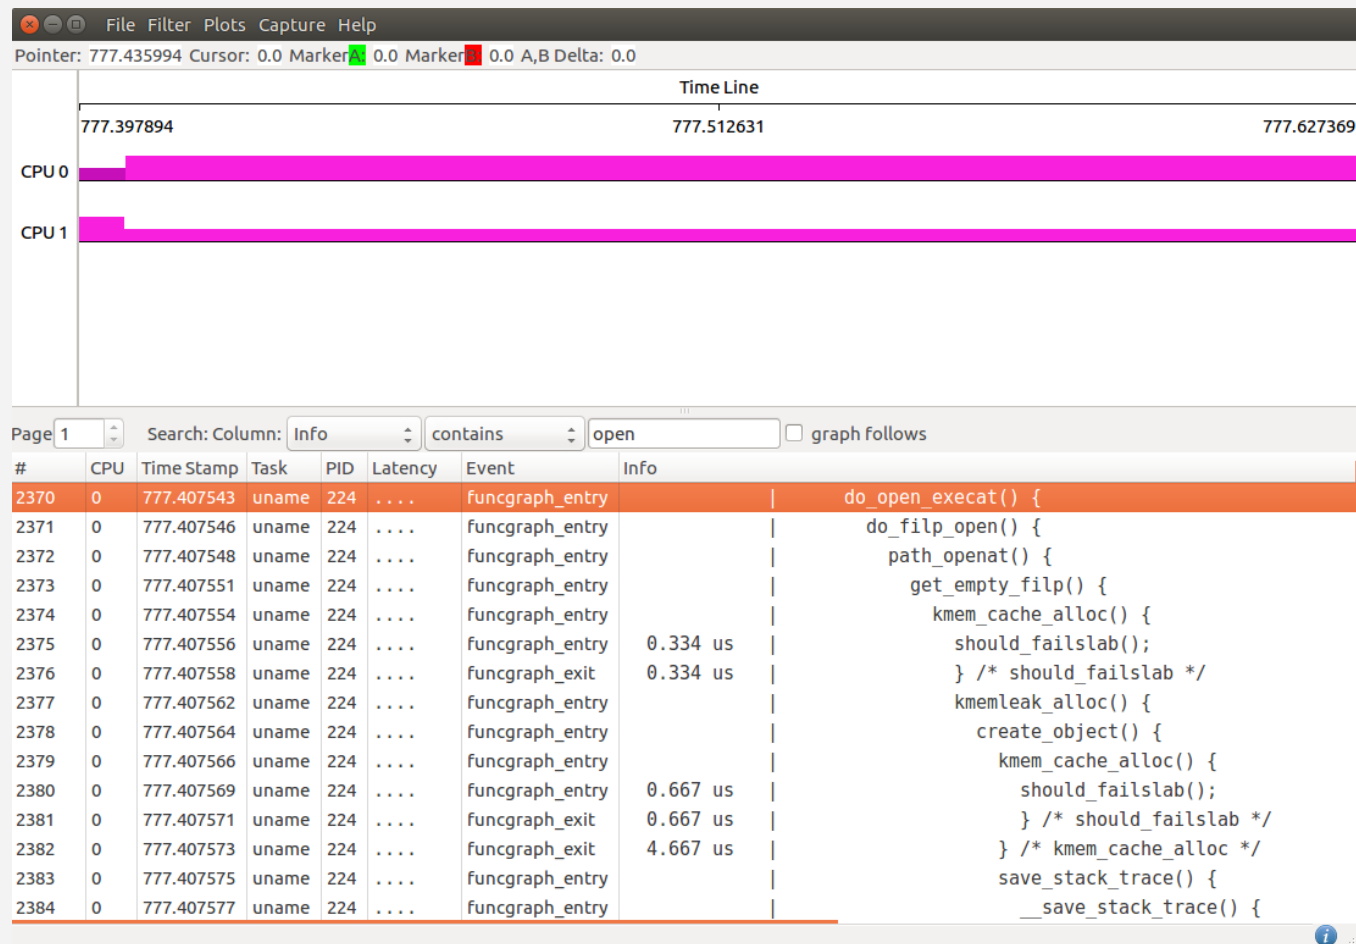 File Filter Plots Capture Help
Pointer: 777.435994 Cursor: 0.0 MarkerA: 0.0 MarkerB: 0.0 A,B Delta: 0.0
Time Line
777.397894 777.512631 777.627369
CPU 0
CPU 1
Page 1 Search: Column: Info contains open graph follows
# CPU Time Stamp Task PID Latency Event Info
2370 0 777.407543 uname 224 .... funcgraph_entry | do_open_execat() {
2371 0 777.407546 uname 224 .... funcgraph_entry | do_filp_open() {
2372 0 777.407548 uname 224 .... funcgraph_entry | path_openat() {
2373 0 777.407551 uname 224 .... funcgraph_entry | get_empty_filp() {
2374 0 777.407554 uname 224 .... funcgraph_entry | kmem_cache_alloc() {
2375 0 777.407556 uname 224 .... funcgraph_entry 0.334 us | should_failslab();
2376 0 777.407558 uname 224 .... funcgraph_exit 0.334 us | } /* should_failslab */
2377 0 777.407562 uname 224 .... funcgraph_entry | kmemleak_alloc() {
2378 0 777.407564 uname 224 .... funcgraph_entry | create_object() {
2379 0 777.407566 uname 224 .... funcgraph_entry | kmem_cache_alloc() {
2380 0 777.407569 uname 224 .... funcgraph_entry 0.667 us | should_failslab();
2381 0 777.407571 uname 224 .... funcgraph_exit 0.667 us | } /* should_failslab */
2382 0 777.407573 uname 224 .... funcgraph_exit 4.667 us | } /* kmem_cache_alloc */
2383 0 777.407575 uname 224 .... funcgraph_entry | save_stack_trace() {
2384 0 777.407577 uname 224 .... funcgraph_entry | __save_stack_trace() {